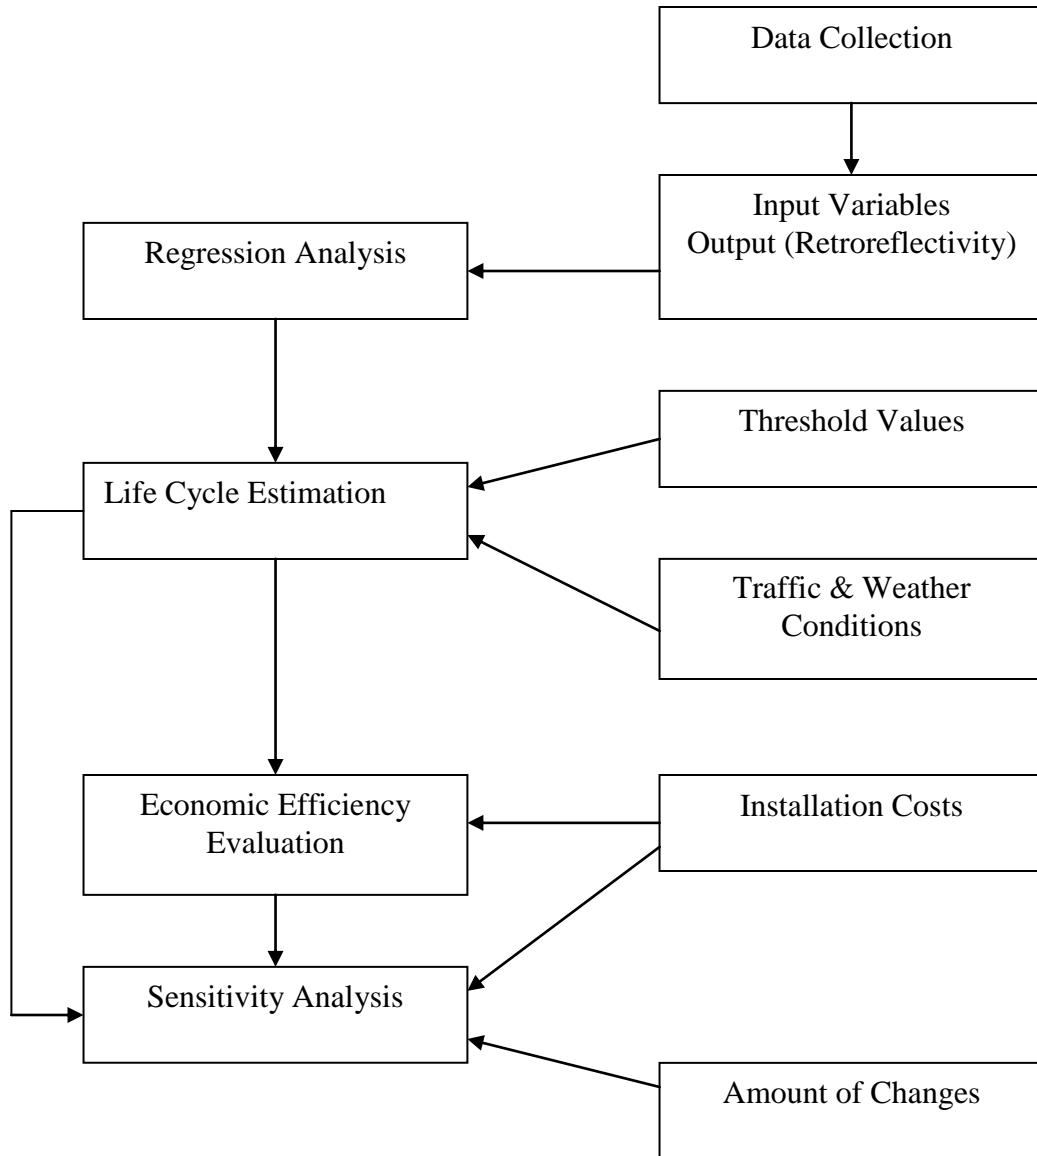 Data Collection
Input Variables
Output (Retroreflectivity)
Regression Analysis
Threshold Values
Life Cycle Estimation
Traffic & Weather
Conditions
Economic Efficiency
Evaluation
Installation Costs
Sensitivity Analysis
Amount of Changes